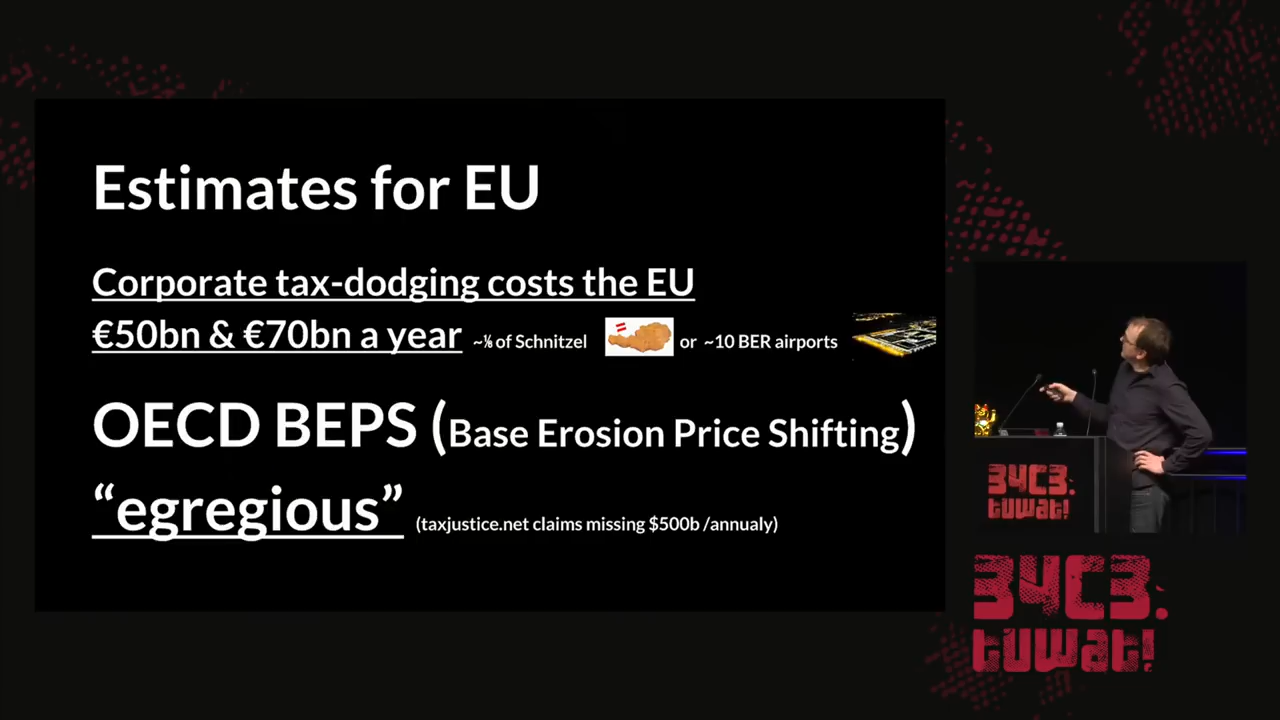 Estimates for EU
Corporate tax-dodging costs the EU
€50bn & €70bn a year ~⅛ of Schnitzel or ~10 BER airports
OECD BEPS (Base Erosion Price Shifting)
“egregious” (taxjustice.net claims missing $500b /annualy)
34C3.
tuwat!
34C3.
tuwat!